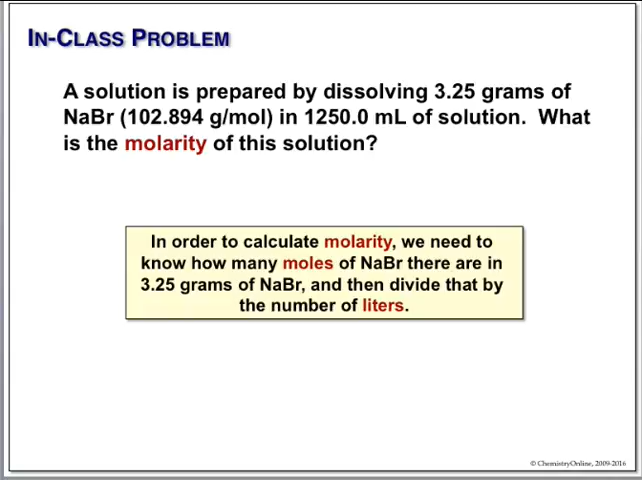 IN-CLASS PROBLEM
A solution is prepared by dissolving 3.25 grams of
NaBr (102.894 g/mol) in 1250.0 mL of solution.  What
is the molarity of this solution?
In order to calculate molarity, we need to
know how many moles of NaBr there are in
3.25 grams of NaBr, and then divide that by
the number of liters.
© ChemistryOnline, 2009-2016